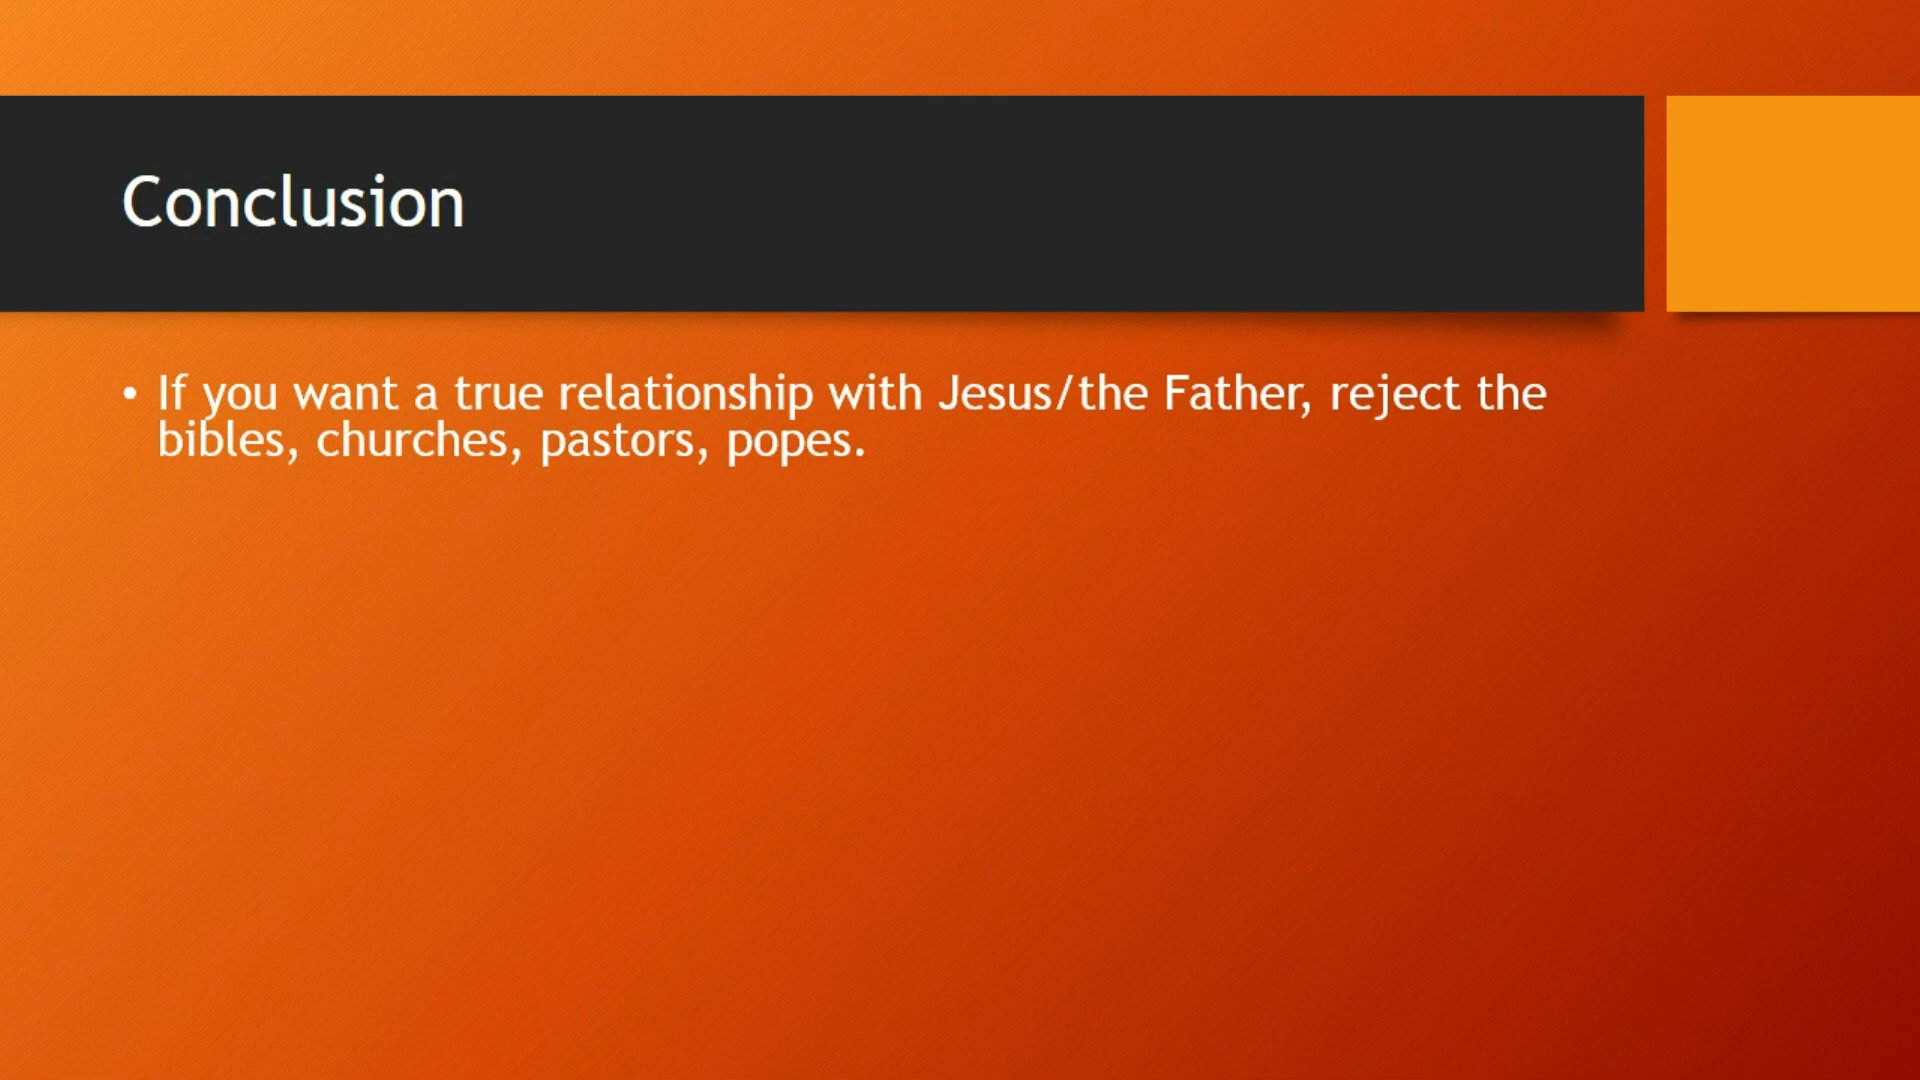 Conclusion
• If you want a true relationship with Jesus/the Father, reject the
bibles, churches, pastors, popes.